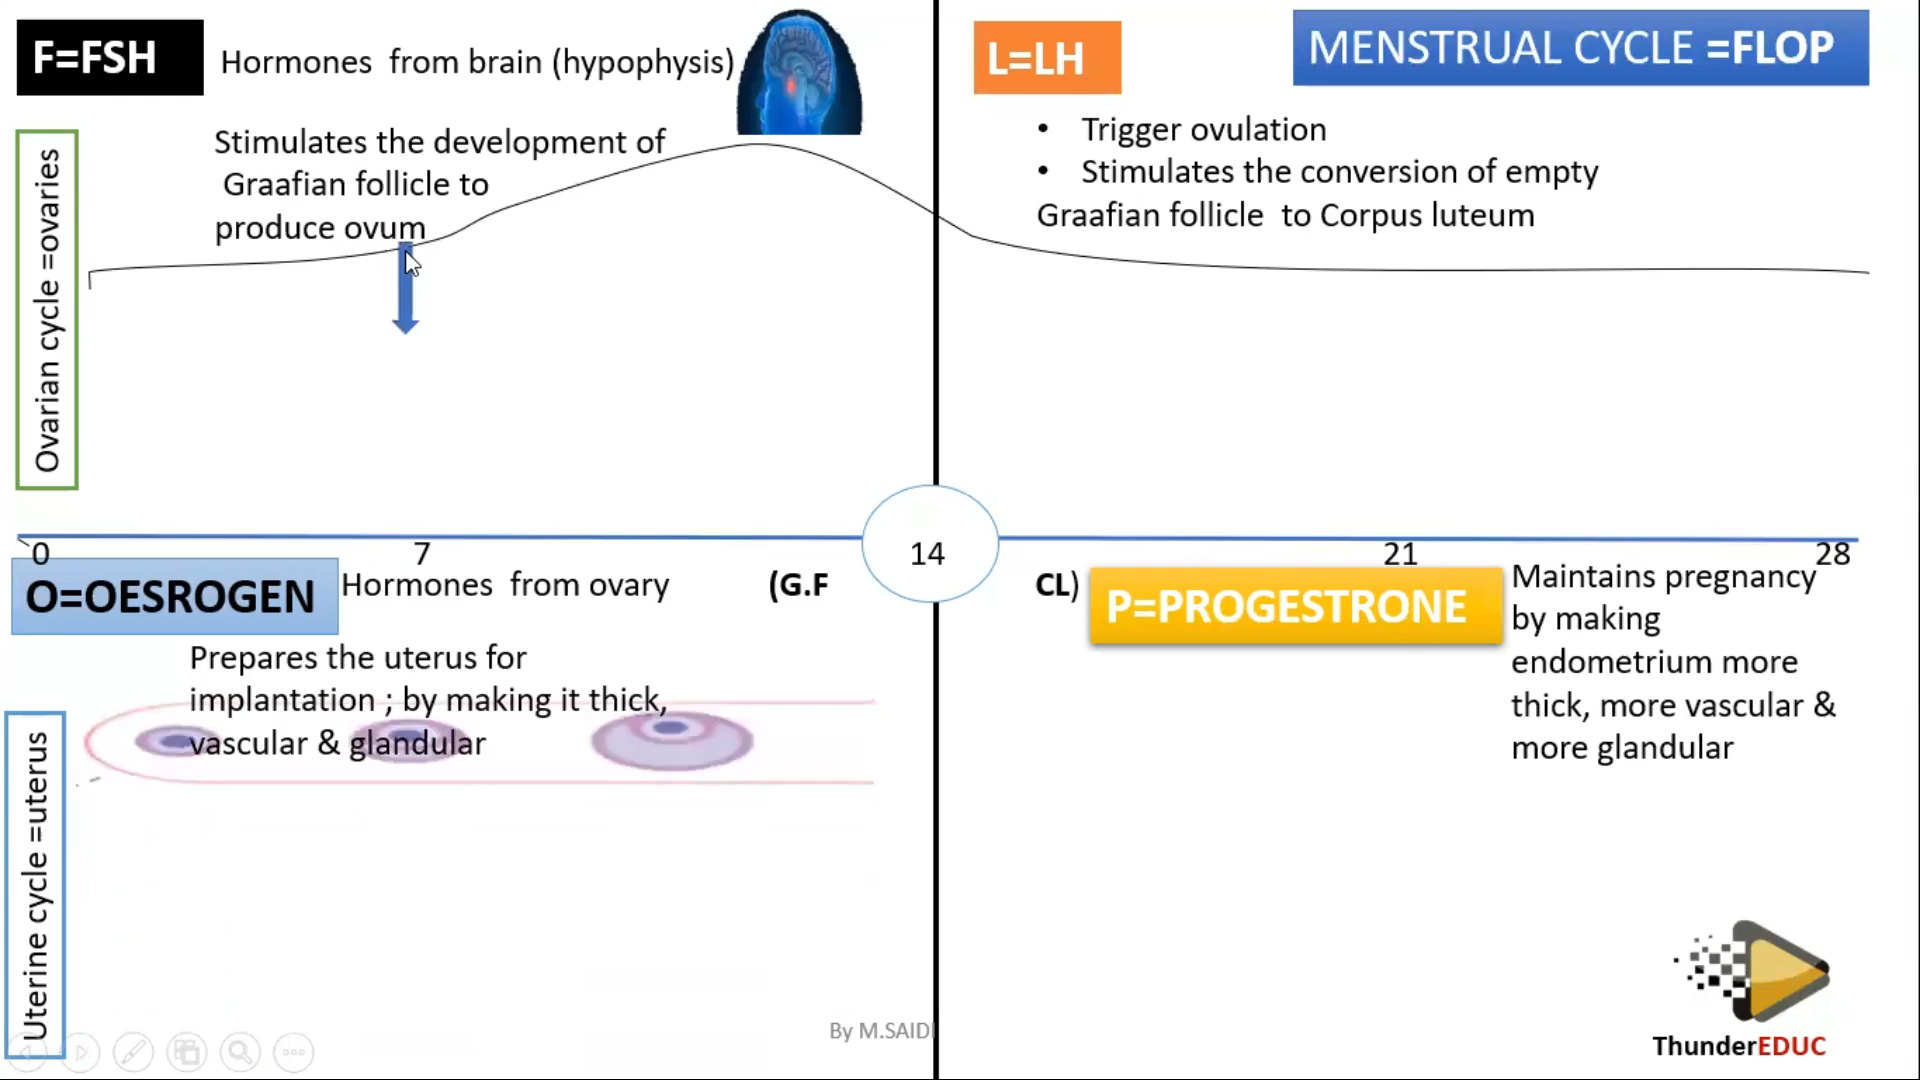 F=FSH
Hormones from brain (hypophysis)
L=LH
MENSTRUAL CYCLE =FLOP
Stimulates the development of
Graafian follicle to
produce ovum
• Trigger ovulation
• Stimulates the conversion of empty
Graafian follicle to Corpus luteum
Ovarian cycle =ovaries
0
7
14
21
28
O=OESROGEN
Hormones from ovary
(G.F
CL)
P=PROGESTRONE
Maintains pregnancy
by making
endometrium more
thick, more vascular &
more glandular
Prepares the uterus for
implantation ; by making it thick,
vascular & glandular
Uterine cycle =uterus
By M.SAIDI
ThunderEDUC